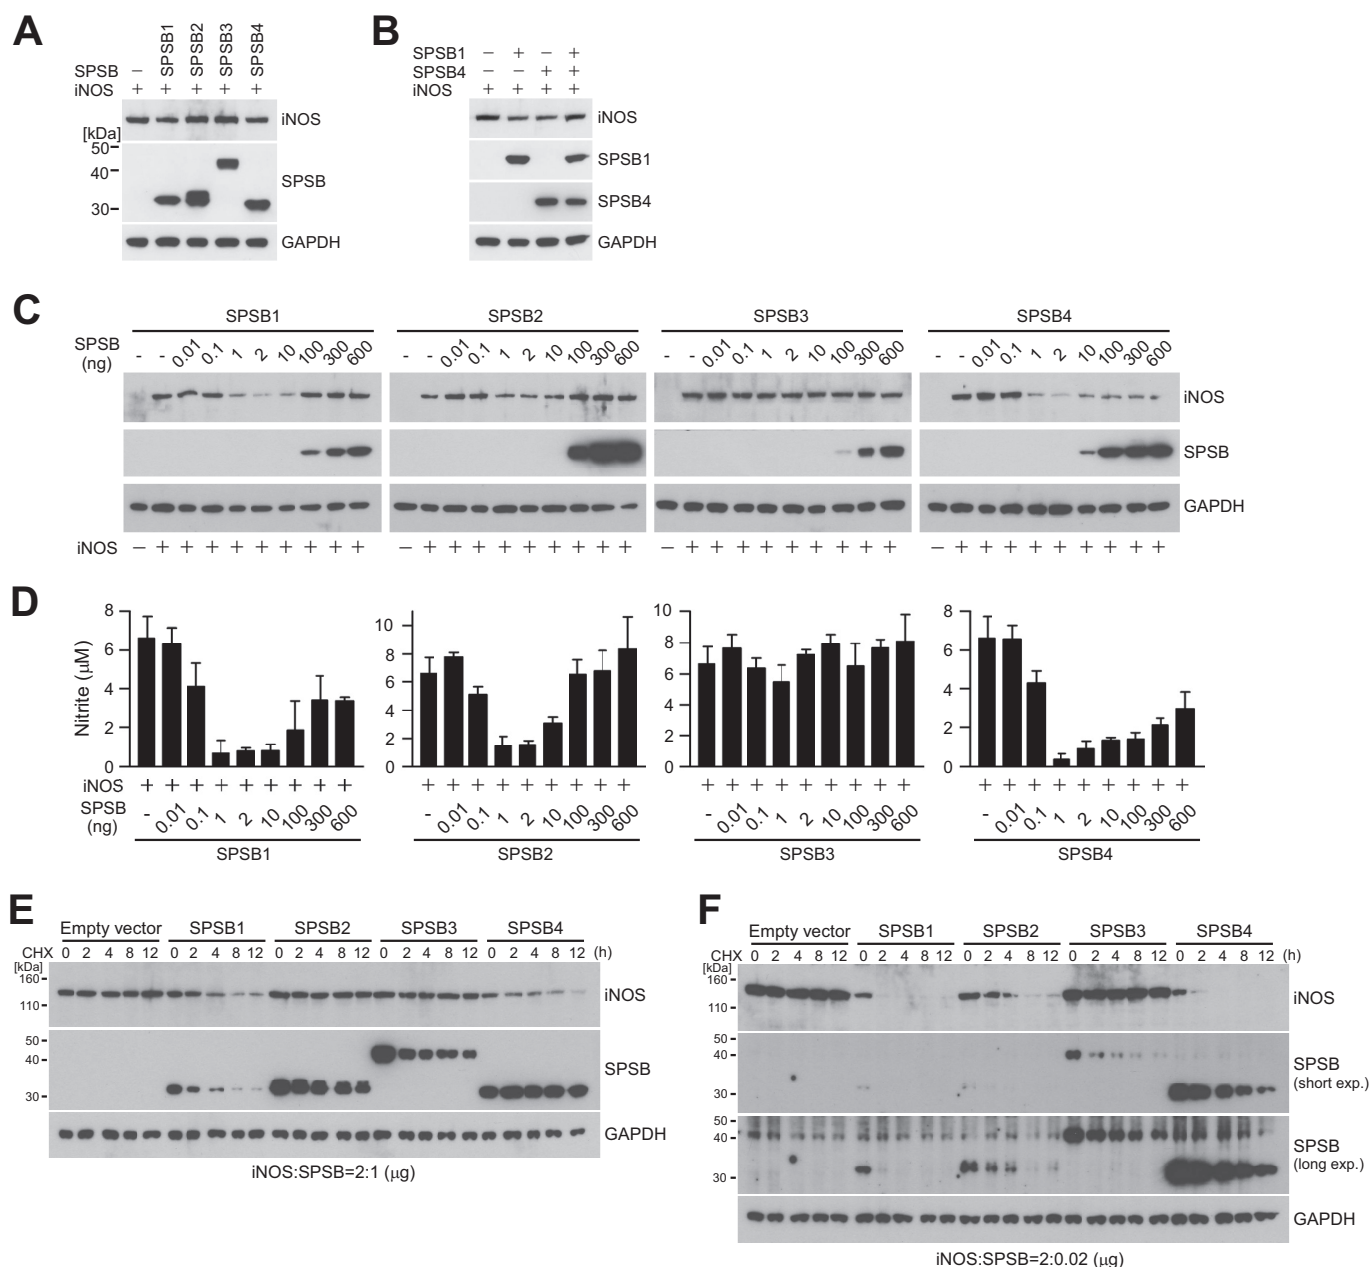 A
SPSB
– SPSB1 SPSB2 SPSB3 SPSB4
iNOS + + + + +
iNOS
[kDa]
50
40
30
SPSB
GAPDH
B
SPSB1 – + – +
SPSB4 – – + +
iNOS + + + +
iNOS
SPSB1
SPSB4
GAPDH
C
SPSB1 SPSB2 SPSB3 SPSB4
SPSB (ng)
- - 0.01 0.1 1 2 10 100 300 600 - - 0.01 0.1 1 2 10 100 300 600 - - 0.01 0.1 1 2 10 100 300 600 - - 0.01 0.1 1 2 10 100 300 600
iNOS
SPSB
GAPDH
iNOS – + + + + + + + + + – + + + + + + + + + – + + + + + + + + + – + + + + + + + + +
D
Nitrite (μM)
8
6
4
2
0
10
8
6
4
2
0
10
8
6
4
2
0
8
6
4
2
0
iNOS + + + + + + + + + + + + + + + + + + + + + + + + + + + + + + + + + + + +
SPSB (ng)
- 0.01 0.1 1 2 10 100 300 600 - 0.01 0.1 1 2 10 100 300 600 - 0.01 0.1 1 2 10 100 300 600 - 0.01 0.1 1 2 10 100 300 600
SPSB1 SPSB2 SPSB3 SPSB4
E
Empty vector SPSB1 SPSB2 SPSB3 SPSB4
CHX 0 2 4 8 12 0 2 4 8 12 0 2 4 8 12 0 2 4 8 12 0 2 4 8 12 (h)
[kDa]
160
110
iNOS
50
40
30
SPSB
GAPDH
iNOS:SPSB=2:1 (μg)
F
Empty vector SPSB1 SPSB2 SPSB3 SPSB4
CHX 0 2 4 8 12 0 2 4 8 12 0 2 4 8 12 0 2 4 8 12 0 2 4 8 12 (h)
[kDa]
160
110
iNOS
50
40
30
SPSB
(short exp.)
50
40
30
SPSB
(long exp.)
GAPDH
iNOS:SPSB=2:0.02 (μg)